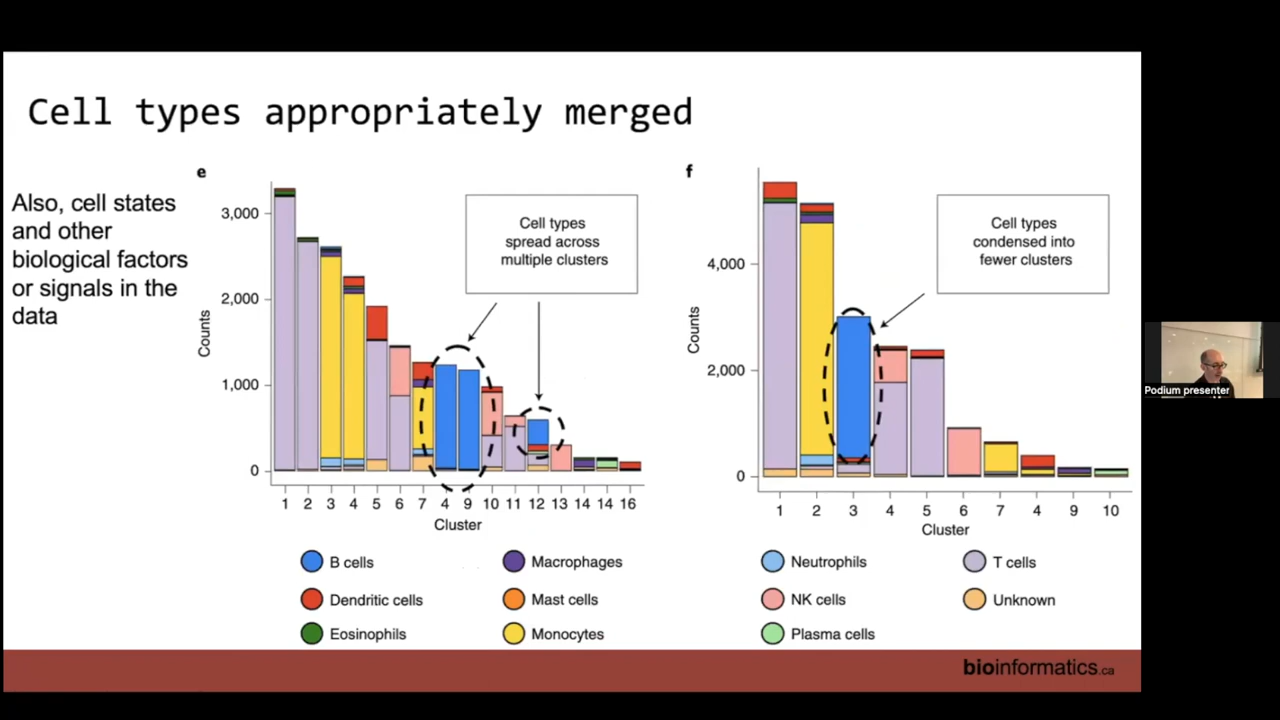 Cell types appropriately merged
Also, cell states
and other
biological factors
or signals in the
data
e
Counts
3,000
2,000
1,000
0
Cell types
spread across
multiple clusters
1 2 3 4 5 6 7 4 9 10 11 12 13 14 14 16
Cluster
f
Counts
4,000
2,000
0
Cell types
condensed into
fewer clusters
1 2 3 4 5 6 7 4 9 10
Cluster
B cells
Dendritic cells
Eosinophils
Macrophages
Mast cells
Monocytes
Neutrophils
NK cells
Plasma cells
T cells
Unknown
bioinformatics.ca
Podium presenter